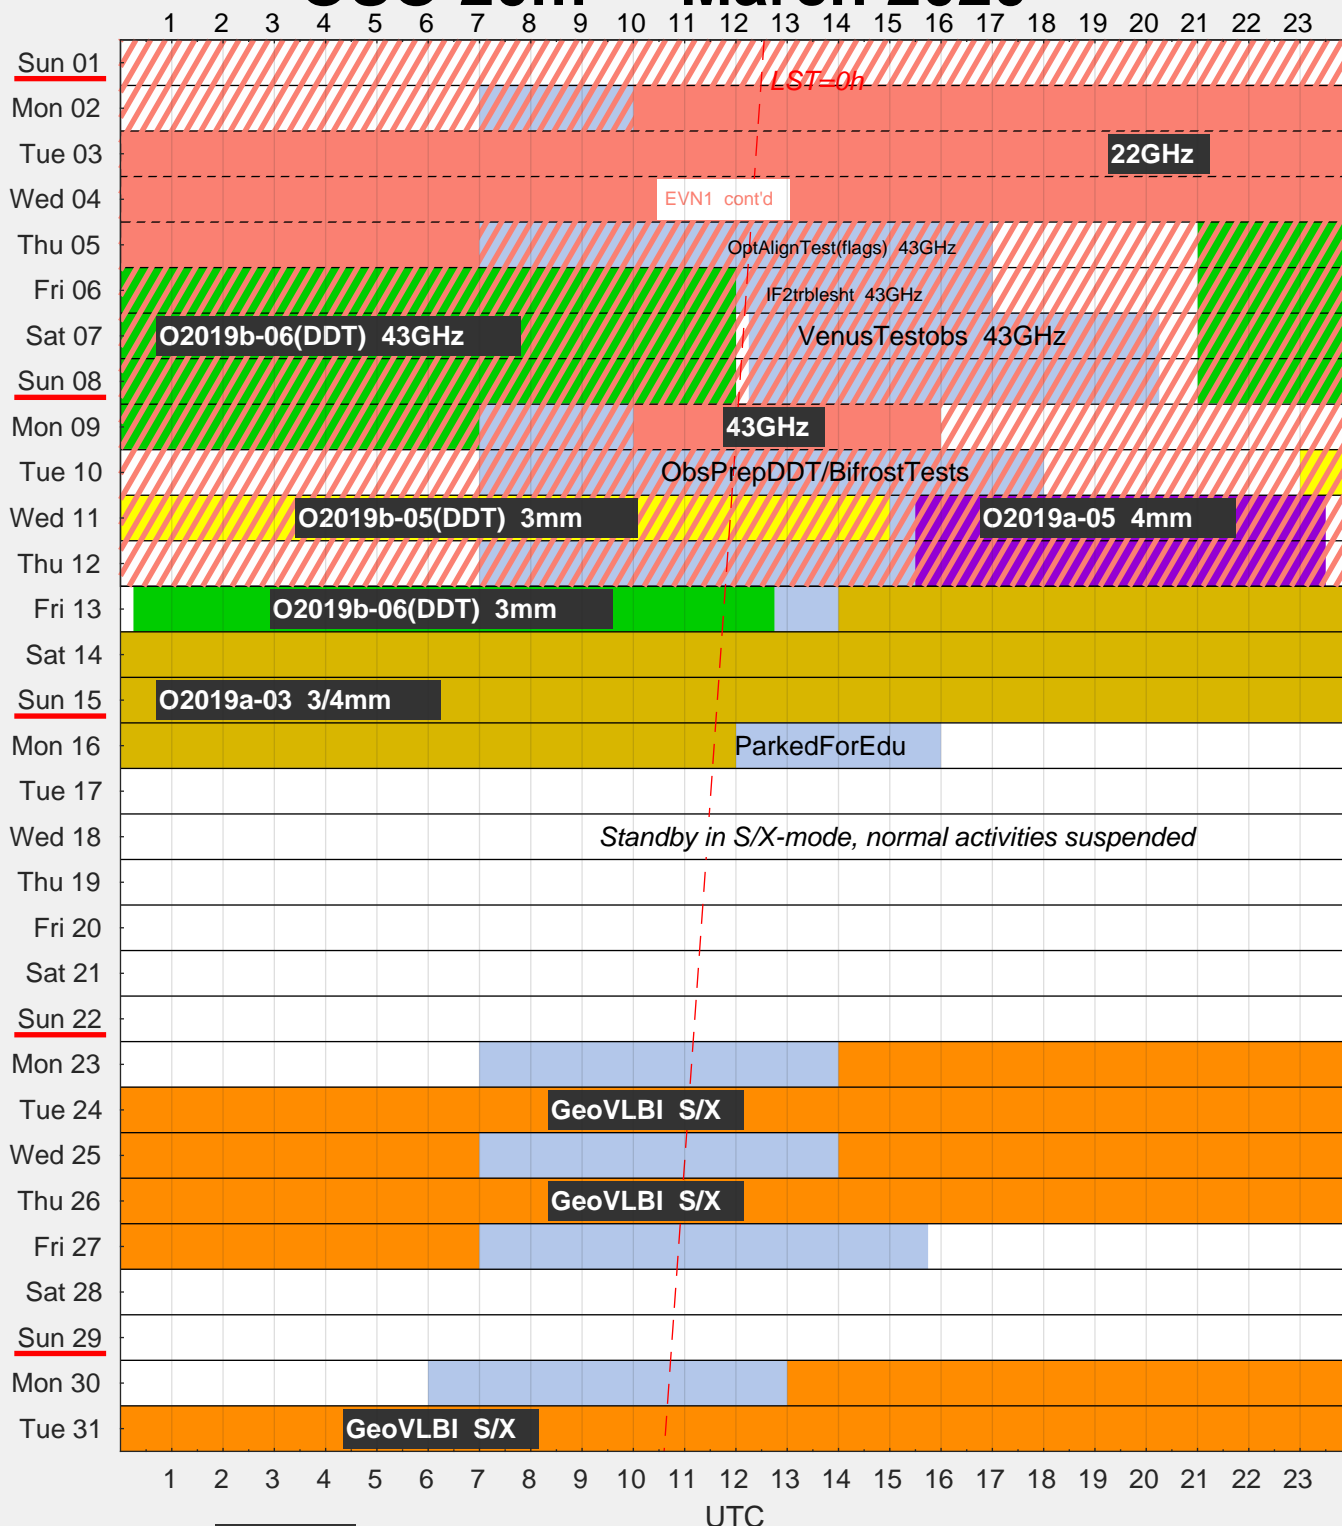 1 2 3 4 5 6 7 8 9 10 11 12 13 14 15 16 17 18 19 20 21 22 23
Sun 01
LST=0h
Mon 02
Tue 03 22GHz
Wed 04 EVN1 cont'd
Thu 05 OptAlignTest(flags) 43GHz
Fri 06 IF2trblesht 43GHz
Sat 07 O2019b-06(DDT) 43GHz VenusTestobs 43GHz
Sun 08
Mon 09 43GHz
Tue 10 ObsPrepDDT/BifrostTests
Wed 11 O2019b-05(DDT) 3mm O2019a-05 4mm
Thu 12
Fri 13 O2019b-06(DDT) 3mm
Sat 14
Sun 15 O2019a-03 3/4mm
Mon 16 ParkedForEdu
Tue 17
Wed 18 Standby in S/X-mode, normal activities suspended
Thu 19
Fri 20
Sat 21
Sun 22
Mon 23
Tue 24 GeoVLBI S/X
Wed 25
Thu 26 GeoVLBI S/X
Fri 27
Sat 28
Sun 29
Mon 30
Tue 31 GeoVLBI S/X
1 2 3 4 5 6 7 8 9 10 11 12 13 14 15 16 17 18 19 20 21 22 23
UTC